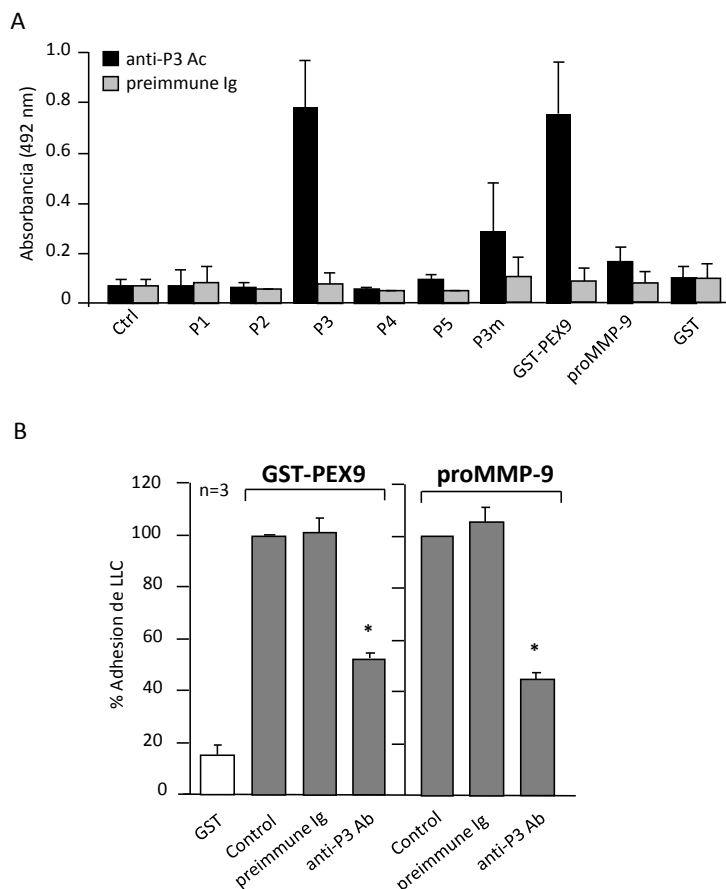 A
anti-P3 Ac
preimmune Ig
Absorbancia (492 nm)
1.0
0.8
0.6
0.4
0.2
0
Ctrl
P1
P2
P3
P4
P5
P3m
GST-PEX9
proMMP-9
GST
B
GST-PEX9
proMMP-9
n=3
% Adhesion de LLC
120
100
80
60
40
20
0
*
*
GST
Control
preimmune Ig
anti-P3 Ab
Control
preimmune Ig
anti-P3 Ab